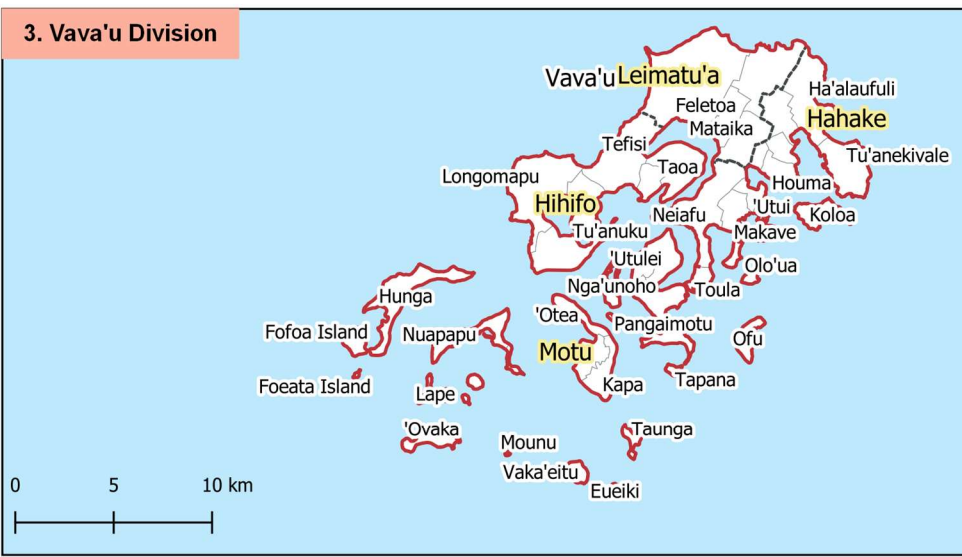 3. Vava'u Division
Vava'u Leimatu'a
Ha'alaufuli
Feletoa
Hahake
Mataika
Tefisi
Tu'anekivale
Taoa
Longomapu
Houma
Hihifo
'Utui
Neiafu
Koloa
Tu'anuku
Makave
'Utulei
Olo'ua
Nga'unoho
Toula
Hunga
'Otea
Pangaimotu
Fofoa Island
Nuapapu
Ofu
Motu
Foeata Island
Kapa
Tapana
Lape
'Ovaka
Taunga
Mounu
Vaka'eitu
Eueiki
0 5 10 km